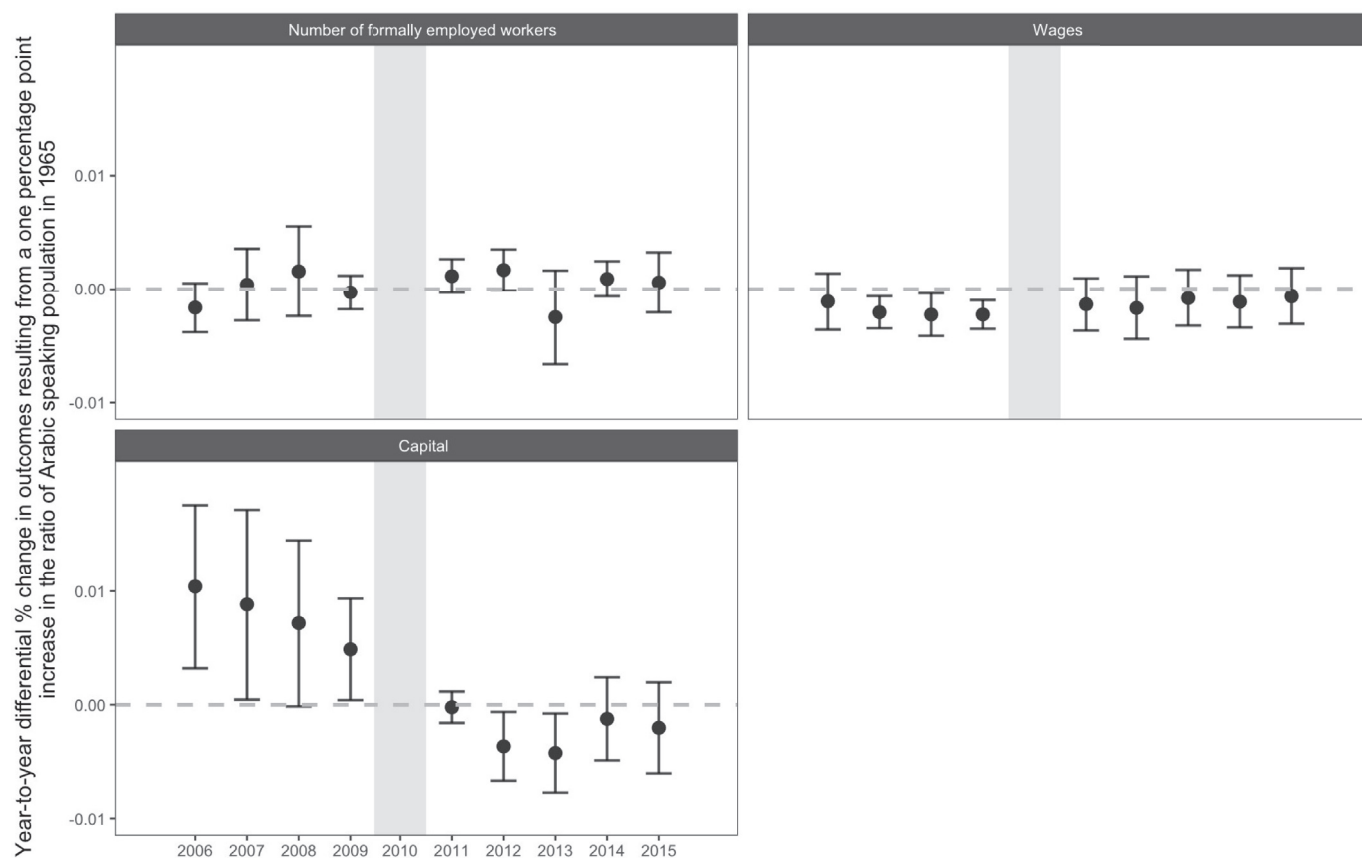 Year-to-year differential % change in outcomes resulting from a one percentage point
increase in the ratio of Arabic speaking population in 1965
Number of formally employed workers
0.01
0.00
-0.01
Wages
Capital
0.01
0.00
-0.01
2006 2007 2008 2009 2010 2011 2012 2013 2014 2015